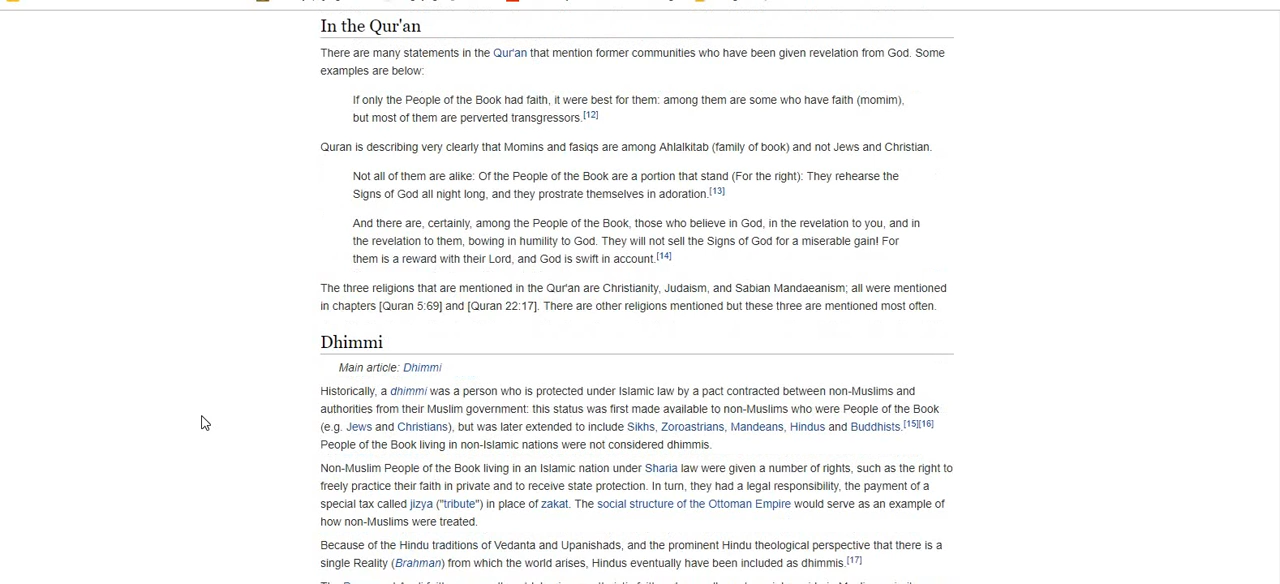 In the Qur'an
There are many statements in the Qur'an that mention former communities who have been given revelation from God. Some
examples are below:
If only the People of the Book had faith, it were best for them: among them are some who have faith (momim),
but most of them are perverted transgressors.[12]
Quran is describing very clearly that Momins and fasiqs are among Ahlalkitab (family of book) and not Jews and Christian.
Not all of them are alike: Of the People of the Book are a portion that stand (For the right): They rehearse the
Signs of God all night long, and they prostrate themselves in adoration.[13]
And there are, certainly, among the People of the Book, those who believe in God, in the revelation to you, and in
the revelation to them, bowing in humility to God. They will not sell the Signs of God for a miserable gain! For
them is a reward with their Lord, and God is swift in account.[14]
The three religions that are mentioned in the Qur'an are Christianity, Judaism, and Sabian Mandaeanism; all were mentioned
in chapters [Quran 5:69] and [Quran 22:17]. There are other religions mentioned but these three are mentioned most often.
Dhimmi
Main article: Dhimmi
Historically, a dhimmi was a person who is protected under Islamic law by a pact contracted between non-Muslims and
authorities from their Muslim government: this status was first made available to non-Muslims who were People of the Book
(e.g. Jews and Christians), but was later extended to include Sikhs, Zoroastrians, Mandeans, Hindus and Buddhists.[15][16]
People of the Book living in non-Islamic nations were not considered dhimmis.
Non-Muslim People of the Book living in an Islamic nation under Sharia law were given a number of rights, such as the right to
freely practice their faith in private and to receive state protection. In turn, they had a legal responsibility, the payment of a
special tax called jizya ("tribute") in place of zakat. The social structure of the Ottoman Empire would serve as an example of
how non-Muslims were treated.
Because of the Hindu traditions of Vedanta and Upanishads, and the prominent Hindu theological perspective that there is a
single Reality (Brahman) from which the world arises, Hindus eventually have been included as dhimmis.[17]